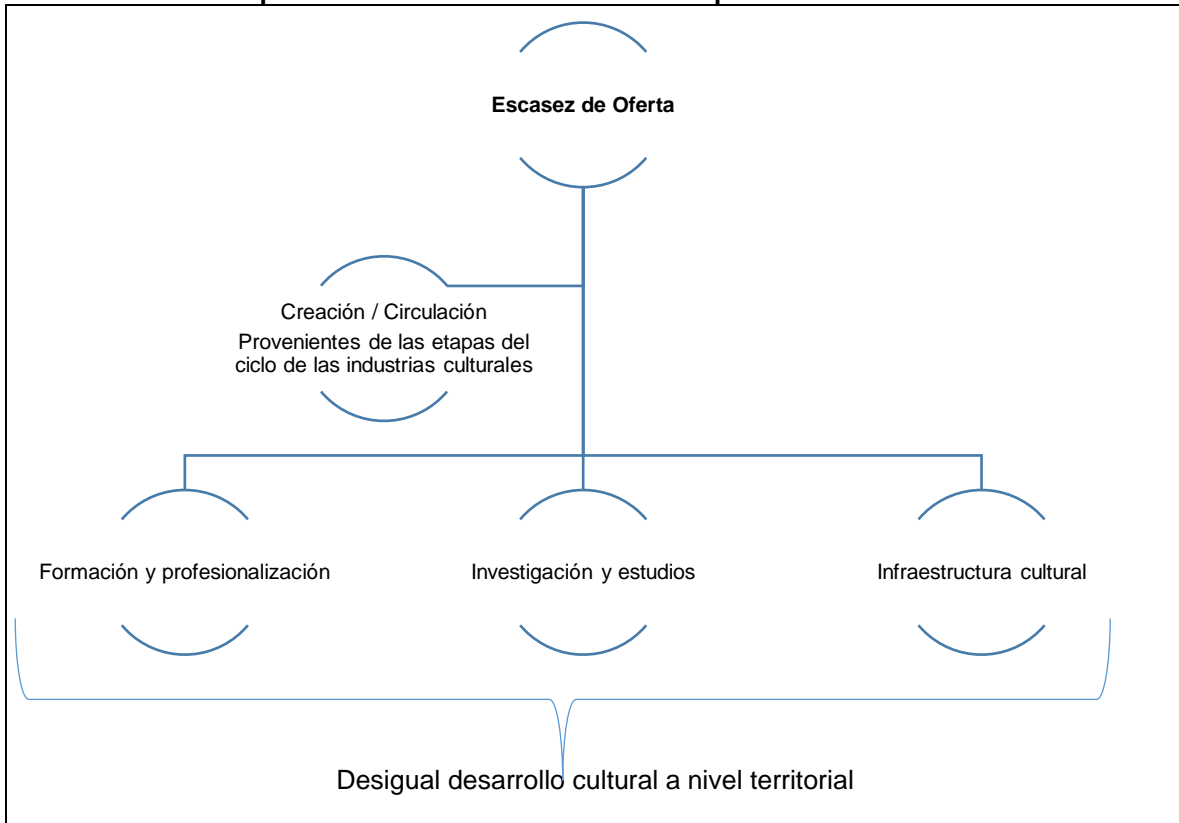 Escasez de Oferta
Creación / Circulación
Provenientes de las etapas del
ciclo de las industrias culturales
Formación y profesionalización
Investigación y estudios
Infraestructura cultural
Desigual desarrollo cultural a nivel territorial